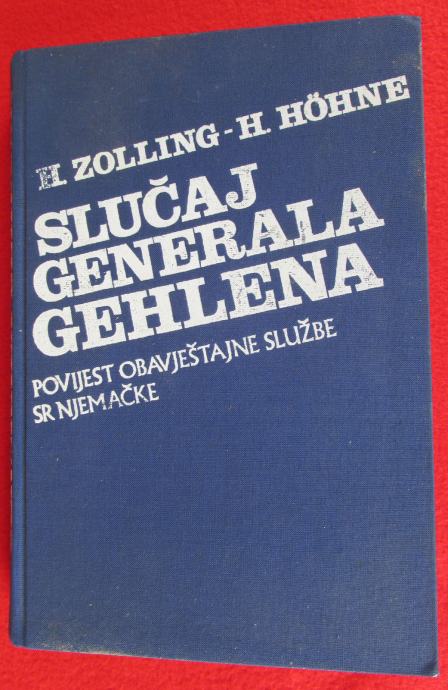 H. ZOLLING-H. HÖHNE
SLUČAJ
GENERALA
GEHLENA
POVIJEST OBAVJEŠTAJNE SLUŽBE
SR NJEMAČKE